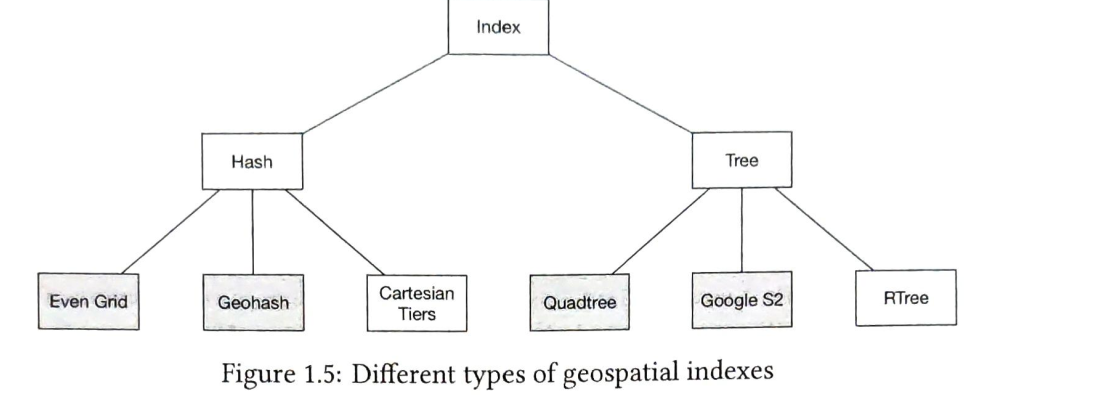 Index
Hash
Tree
Even Grid
Geohash
Cartesian
Tiers
Quadtree
Google S2
RTree
Figure 1.5: Different types of geospatial indexes